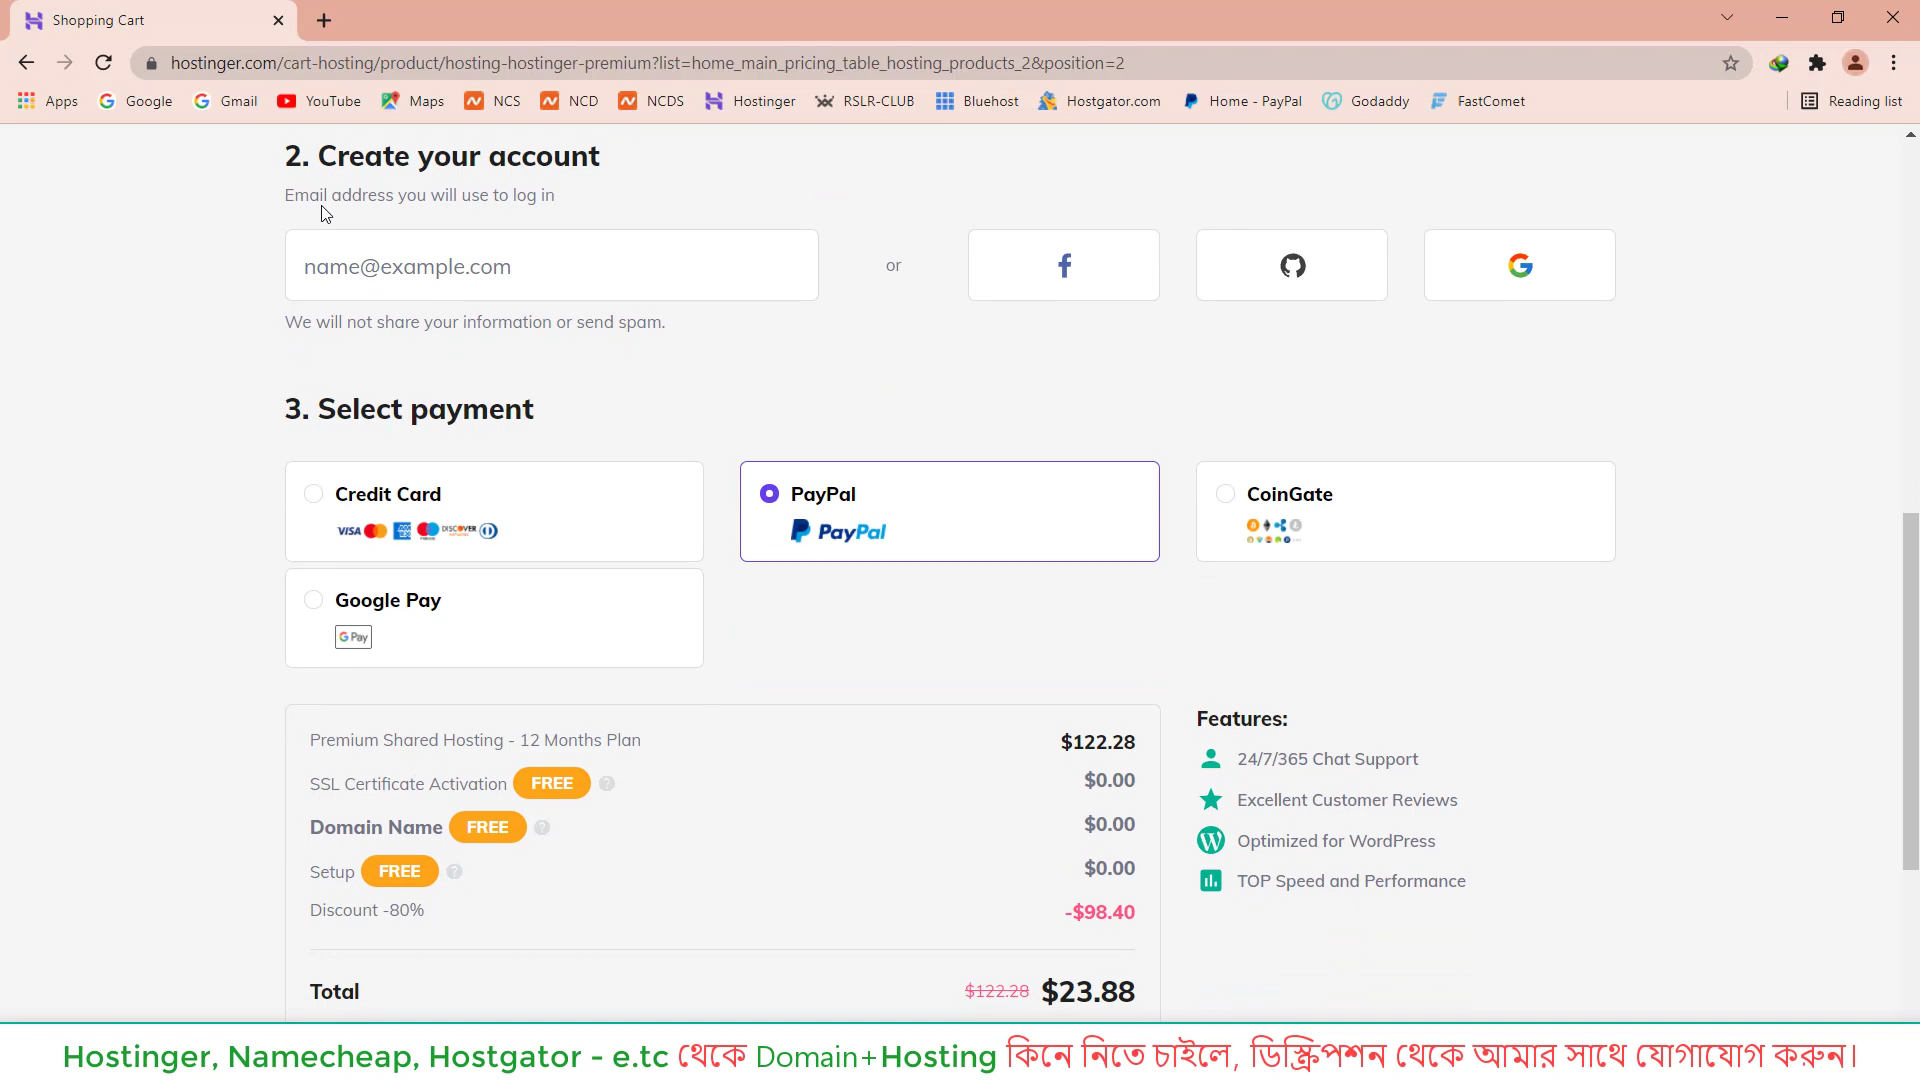 Shopping Cart
hostinger.com/cart-hosting/product/hosting-hostinger-premium?list=home_main_pricing_table_hosting_products_2&position=2
Apps Google Gmail YouTube Maps NCS NCD NCDS Hostinger RSLR-CLUB Bluehost Hostgator.com Home - PayPal Godaddy FastComet Reading list
2. Create your account
Email address you will use to log in
name@example.com or
We will not share your information or send spam.
3. Select payment
Credit Card PayPal CoinGate
VISA DISCOVER PayPal
Google Pay
G Pay
Premium Shared Hosting - 12 Months Plan $122.28
SSL Certificate Activation FREE ? $0.00
Domain Name FREE ? $0.00
Setup FREE ? $0.00
Discount -80% -$98.40
Total $122.28 $23.88
Features:
24/7/365 Chat Support
Excellent Customer Reviews
Optimized for WordPress
TOP Speed and Performance
Hostinger, Namecheap, Hostgator - e.tc থেকে Domain+Hosting কিনে নিতে চাইলে, ডিস্ক্রিপশন থেকে আমার সাথে যোগাযোগ করুন।